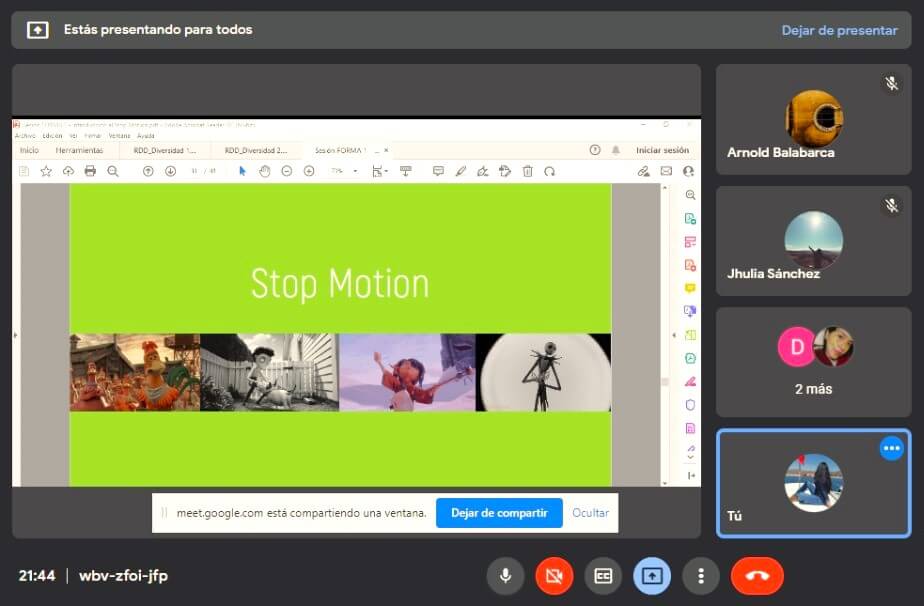 Estás presentando para todos
Dejar de presentar
Archivo Edición Ver Firmar Ventana Ayuda
Inicio Herramientas RDD_Diversidad 1... RDD_Diversidad 2... Sesión FORMA 1 ... × Iniciar sesión
Stop Motion
meet.google.com está compartiendo una ventana. Dejar de compartir Ocultar
Arnold Balabarca
Jhulia Sánchez
D
2 más
Tú
21:44 | wbv-zfoi-jfp